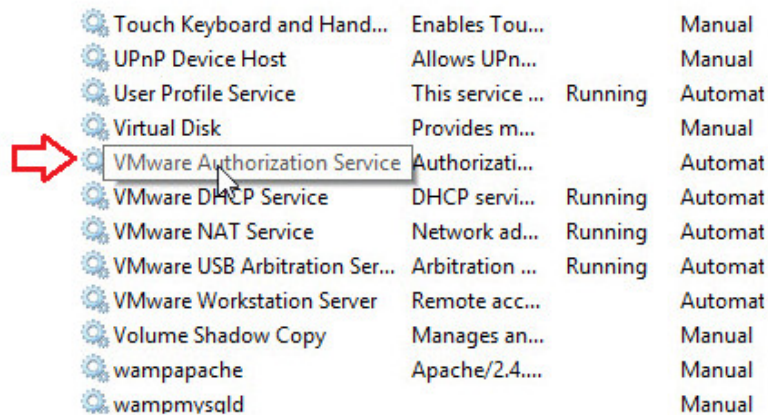 Touch Keyboard and Hand... Enables Tou... Manual
UPnP Device Host Allows UPn... Manual
User Profile Service This service ... Running Automat
Virtual Disk Provides m... Manual
VMware Authorization Service Authorizati... Automat
VMware DHCP Service DHCP servi... Running Automat
VMware NAT Service Network ad... Running Automat
VMware USB Arbitration Ser... Arbitration ... Running Automat
VMware Workstation Server Remote acc... Automat
Volume Shadow Copy Manages an... Manual
wampapache Apache/2.4.... Manual
wampmysqld Manual